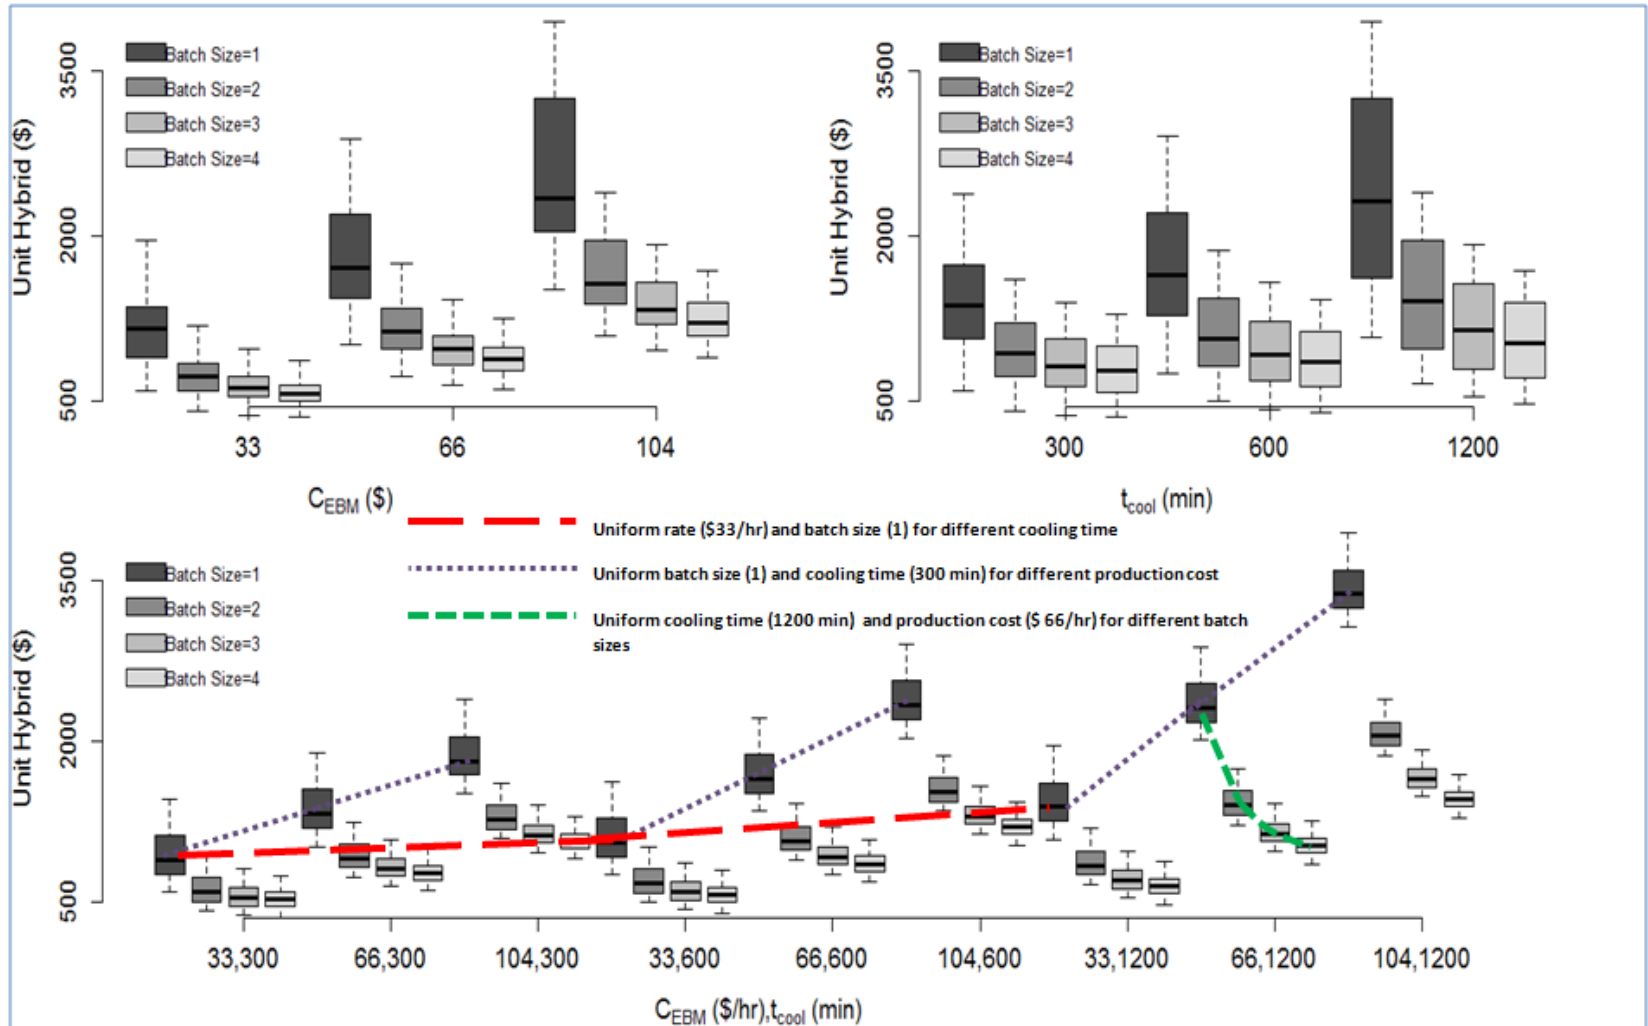 Batch Size=1
Batch Size=2
Batch Size=3
Batch Size=4
3500
2000
500
Unit Hybrid ($)
33
66
104
C_EBM ($)
Batch Size=1
Batch Size=2
Batch Size=3
Batch Size=4
3500
2000
500
Unit Hybrid ($)
300
600
1200
t_cool (min)
Uniform rate ($33/hr) and batch size (1) for different cooling time
Uniform batch size (1) and cooling time (300 min) for different production cost
Uniform cooling time (1200 min) and production cost ($ 66/hr) for different batch
sizes
Batch Size=1
Batch Size=2
Batch Size=3
Batch Size=4
3500
2000
500
Unit Hybrid ($)
33,300
66,300
104,300
33,600
66,600
104,600
33,1200
66,1200
104,1200
C_EBM ($/hr),t_cool (min)